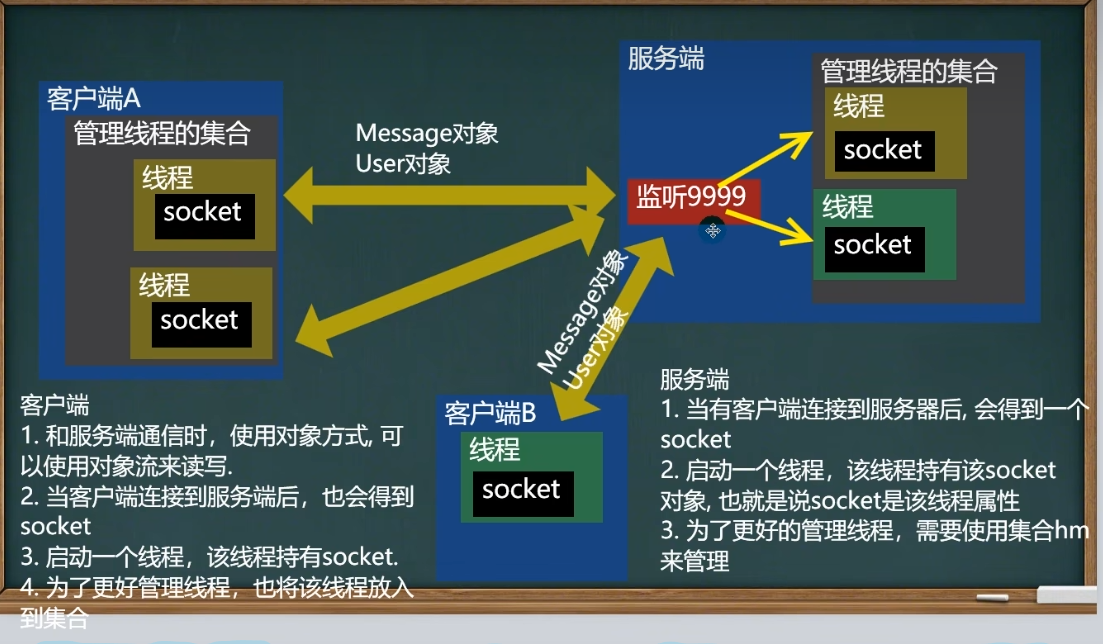 客户端A
管理线程的集合
线程
socket
线程
socket
Message对象
User对象
服务端
管理线程的集合
线程
socket
监听9999
线程
socket
Message对象
User对象
客户端B
线程
socket
客户端
1. 和服务端通信时，使用对象方式, 可
以使用对象流来读写.
2. 当客户端连接到服务端后，也会得到
socket
3. 启动一个线程，该线程持有socket.
4. 为了更好管理线程，也将该线程放入
到集合
服务端
1. 当有客户端连接到服务器后, 会得到一个
socket
2. 启动一个线程，该线程持有该socket
对象, 也就是说socket是该线程属性
3. 为了更好的管理线程，需要使用集合hm
来管理